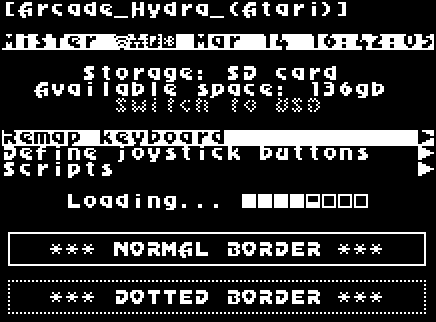 [Arcade_Hydra_(Atari)]
MiSTer Mar 14 16:42:05
Storage: SD card
Available space: 136gb
Switch to USB
Remap keyboard
Define joystick buttons
Scripts
Loading...
*** NORMAL BORDER ***
*** DOTTED BORDER ***